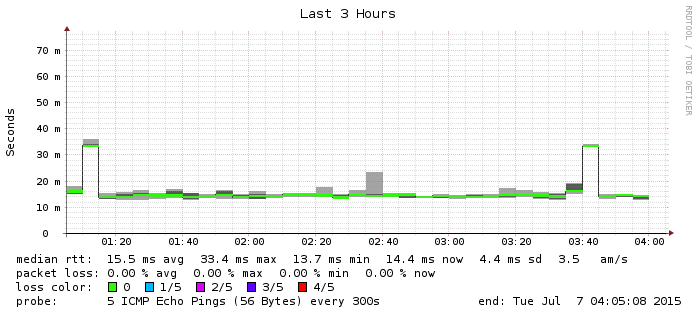 Last 3 Hours
RRDTOOL / TOBI OETIKER
Seconds
70 m
60 m
50 m
40 m
30 m
20 m
10 m
0
01:20 01:40 02:00 02:20 02:40 03:00 03:20 03:40 04:00
median rtt: 15.5 ms avg 33.4 ms max 13.7 ms min 14.4 ms now 4.4 ms sd 3.5 am/s
packet loss: 0.00 % avg 0.00 % max 0.00 % min 0.00 % now
loss color: 0 1/5 2/5 3/5 4/5
probe: 5 ICMP Echo Pings (56 Bytes) every 300s end: Tue Jul 7 04:05:08 2015